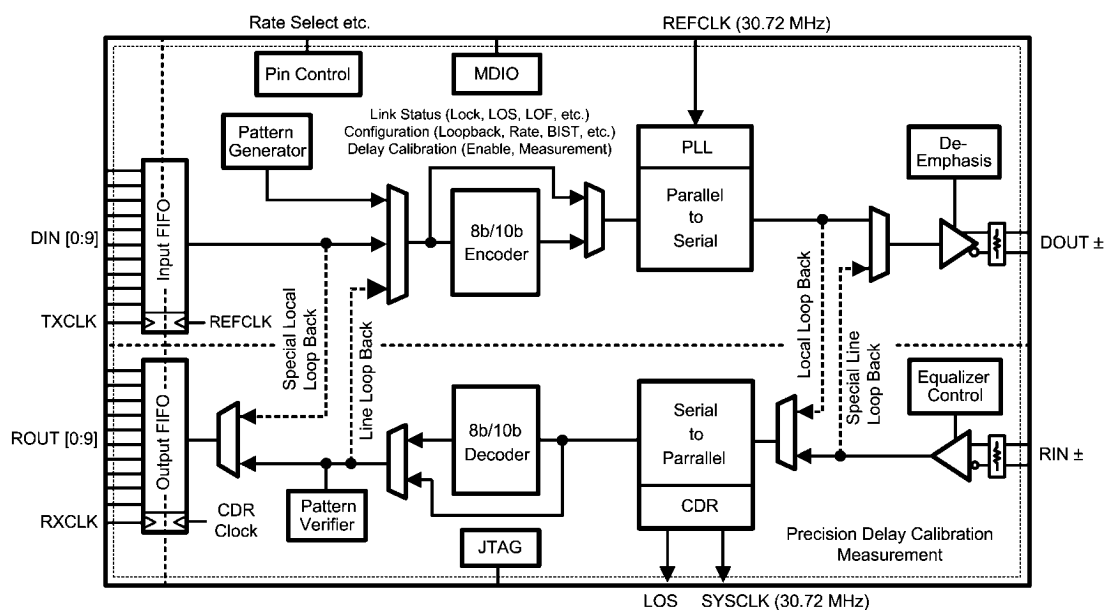 Rate Select etc.
REFCLK (30.72 MHz)
Pin Control
MDIO
Link Status (Lock, LOS, LOF, etc.)
Configuration (Loopback, Rate, BIST, etc.)
Delay Calibration (Enable, Measurement)
Pattern
Generator
PLL
Parallel
to
Serial
De-
Emphasis
DIN [0:9]
Input FIFO
8b/10b
Encoder
DOUT ±
TXCLK
REFCLK
Special Local
Loop Back
Line Loop Back
Local Loop Back
Special Line
Loop Back
Output FIFO
ROUT [0:9]
8b/10b
Decoder
Serial
to
Parrallel
CDR
Equalizer
Control
RIN ±
RXCLK
CDR
Clock
Pattern
Verifier
JTAG
Precision Delay Calibration
Measurement
LOS
SYSCLK (30.72 MHz)